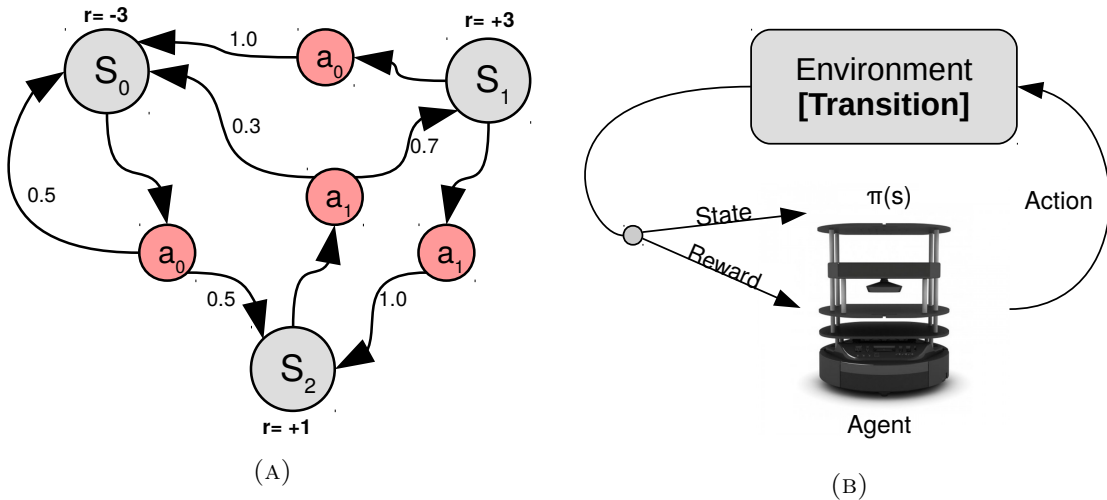 r= -3
S₀
1.0
a₀
r= +3
S₁
0.3
0.7
a₁
0.5
a₀
0.5
a₁
1.0
S₂
r= +1
(A)
Environment
[Transition]
π(s)
State
Action
Reward
Agent
(B)